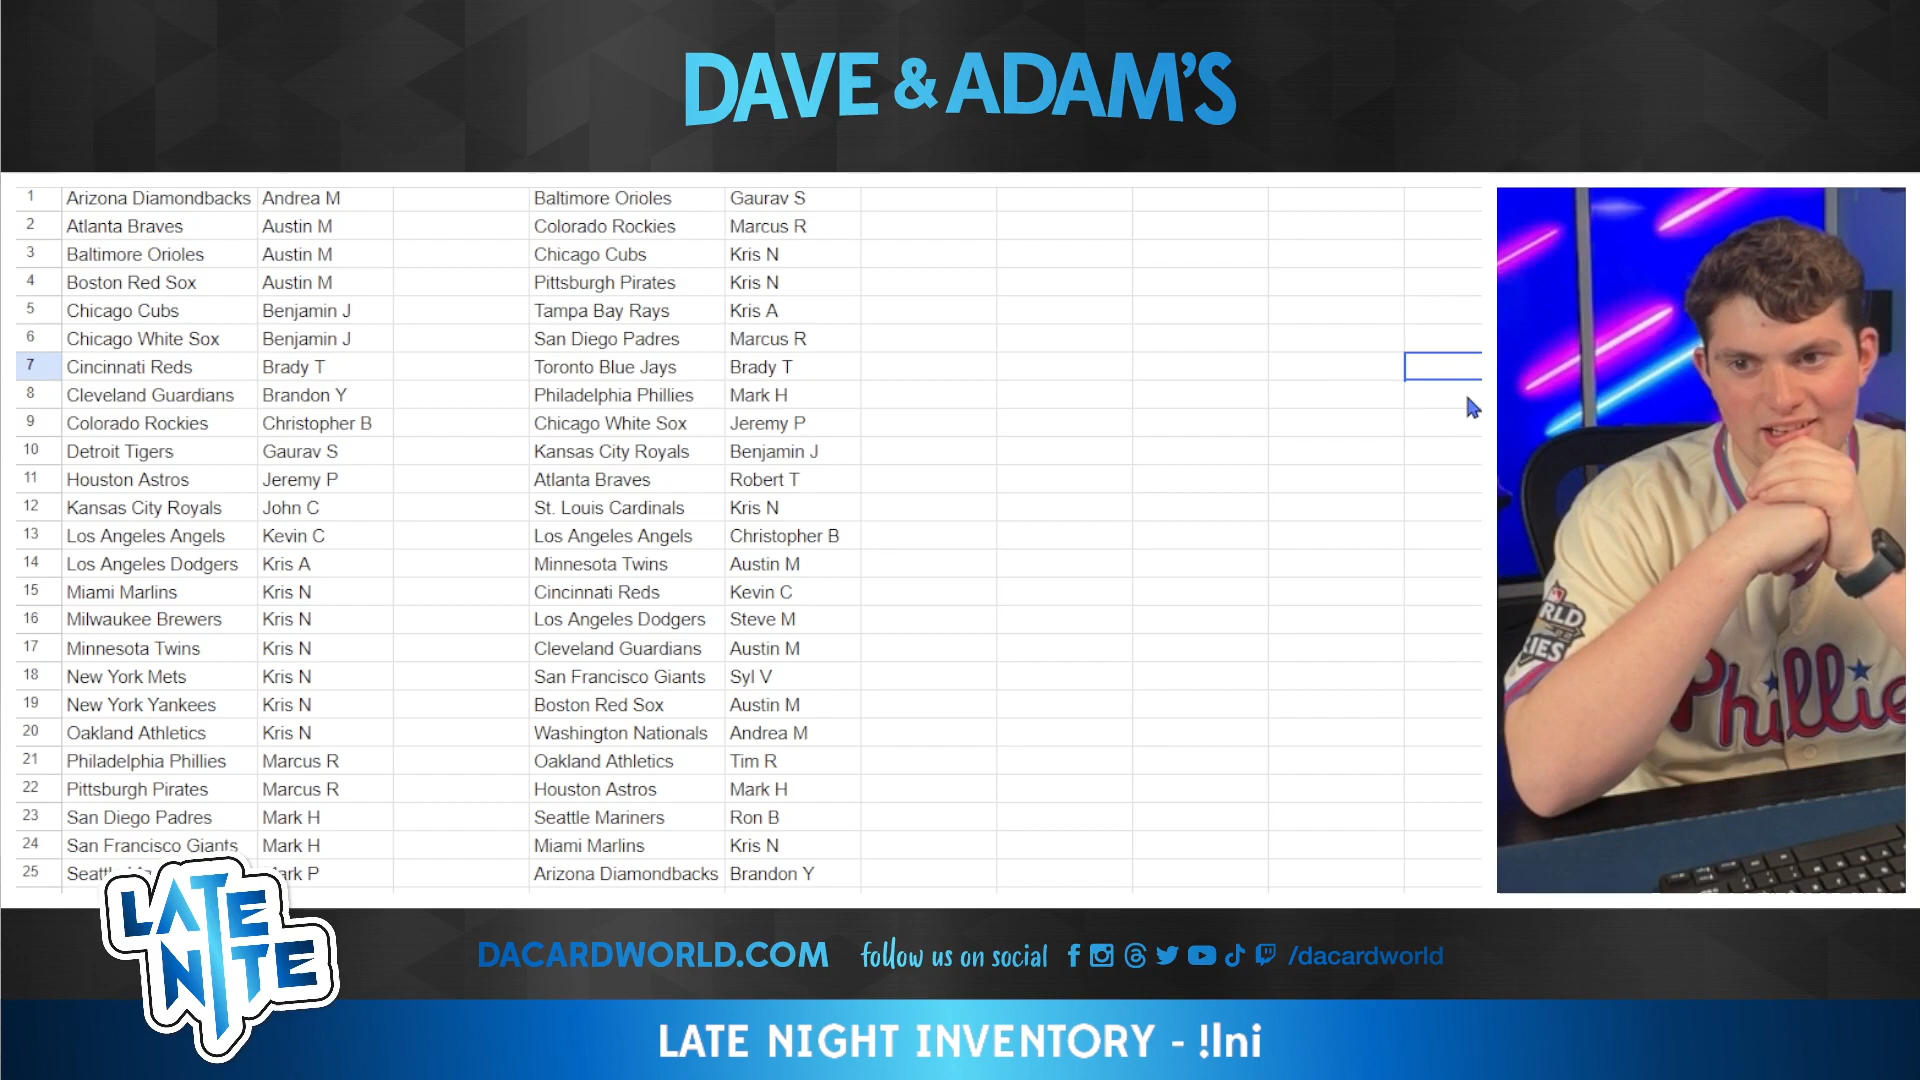 DAVE & ADAM'S
1 Arizona Diamondbacks Andrea M Baltimore Orioles Gaurav S
2 Atlanta Braves Austin M Colorado Rockies Marcus R
3 Baltimore Orioles Austin M Chicago Cubs Kris N
4 Boston Red Sox Austin M Pittsburgh Pirates Kris N
5 Chicago Cubs Benjamin J Tampa Bay Rays Kris A
6 Chicago White Sox Benjamin J San Diego Padres Marcus R
7 Cincinnati Reds Brady T Toronto Blue Jays Brady T
8 Cleveland Guardians Brandon Y Philadelphia Phillies Mark H
9 Colorado Rockies Christopher B Chicago White Sox Jeremy P
10 Detroit Tigers Gaurav S Kansas City Royals Benjamin J
11 Houston Astros Jeremy P Atlanta Braves Robert T
12 Kansas City Royals John C St. Louis Cardinals Kris N
13 Los Angeles Angels Kevin C Los Angeles Angels Christopher B
14 Los Angeles Dodgers Kris A Minnesota Twins Austin M
15 Miami Marlins Kris N Cincinnati Reds Kevin C
16 Milwaukee Brewers Kris N Los Angeles Dodgers Steve M
17 Minnesota Twins Kris N Cleveland Guardians Austin M
18 New York Mets Kris N San Francisco Giants Syl V
19 New York Yankees Kris N Boston Red Sox Austin M
20 Oakland Athletics Kris N Washington Nationals Andrea M
21 Philadelphia Phillies Marcus R Oakland Athletics Tim R
22 Pittsburgh Pirates Marcus R Houston Astros Mark H
23 San Diego Padres Mark H Seattle Mariners Ron B
24 San Francisco Giants Mark H Miami Marlins Kris N
25 P Arizona Diamondbacks Brandon Y
Phillie
LATE
NITE
DACARDWORLD.COM follow us on social /dacardworld
LATE NIGHT INVENTORY - !lni